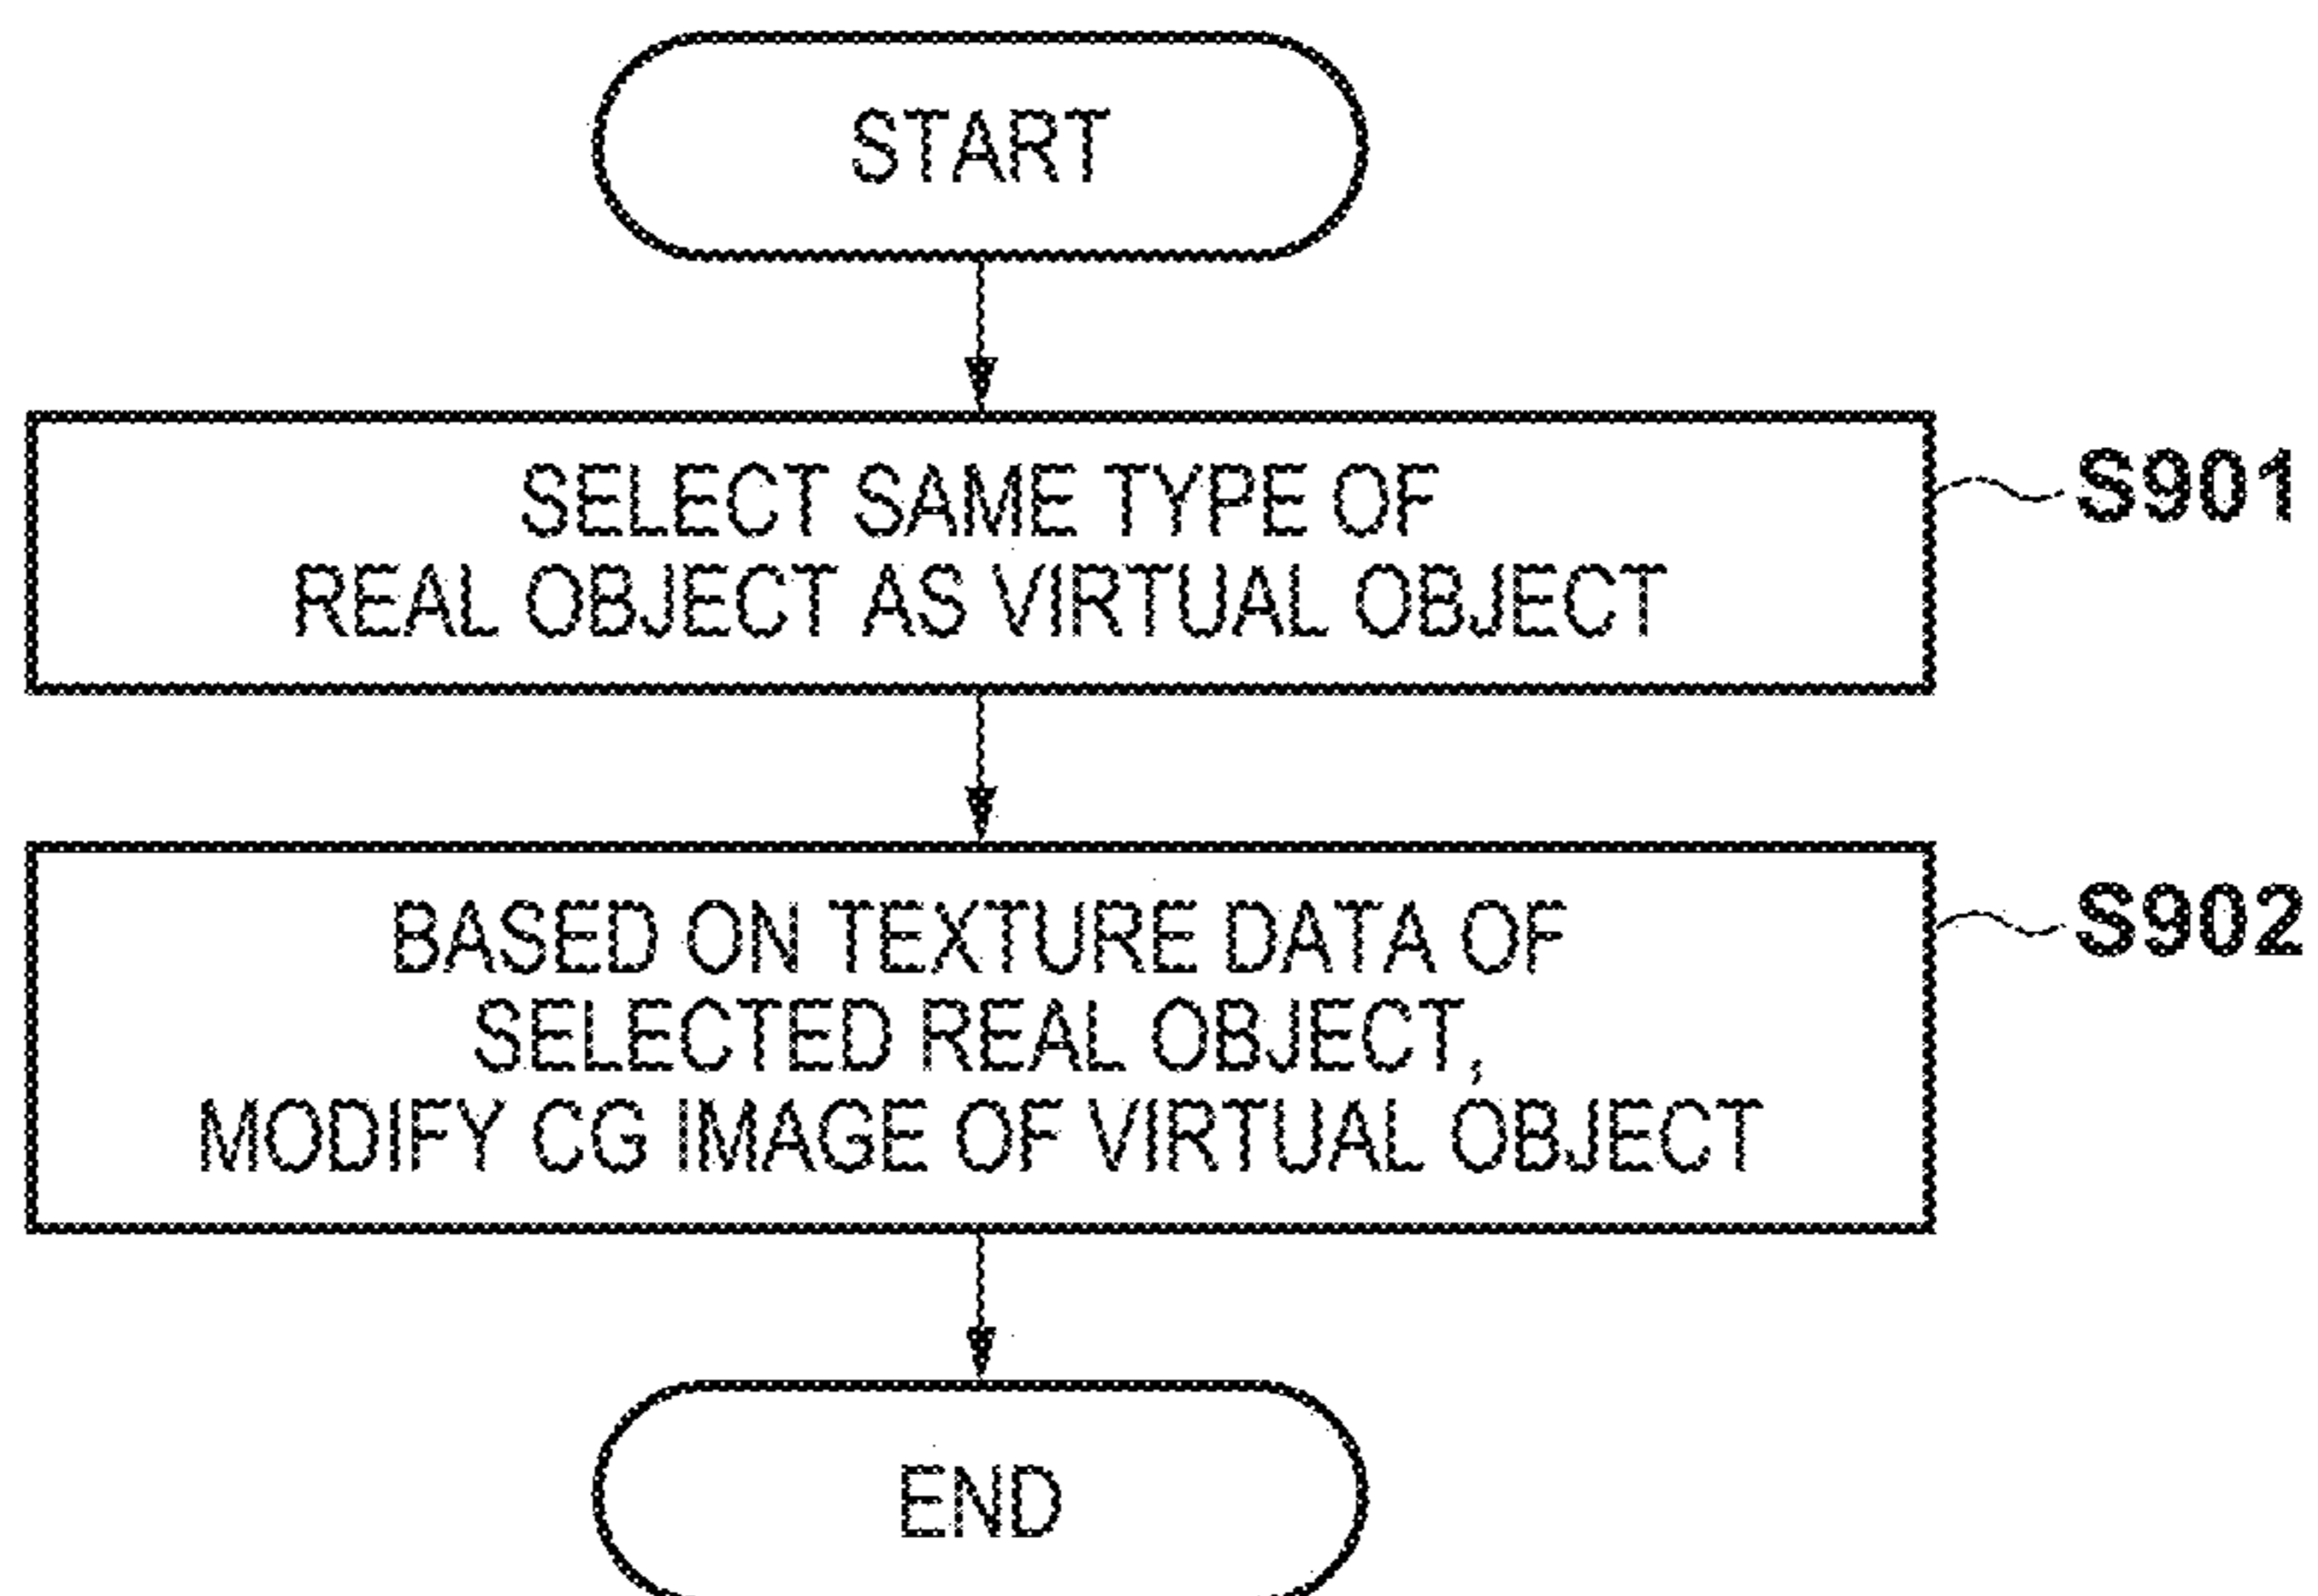 START
SELECT SAME TYPE OF
REAL OBJECT AS VIRTUAL OBJECT
S901
BASED ON TEXTURE DATA OF
SELECTED REAL OBJECT,
MODIFY CG IMAGE OF VIRTUAL OBJECT
S902
END